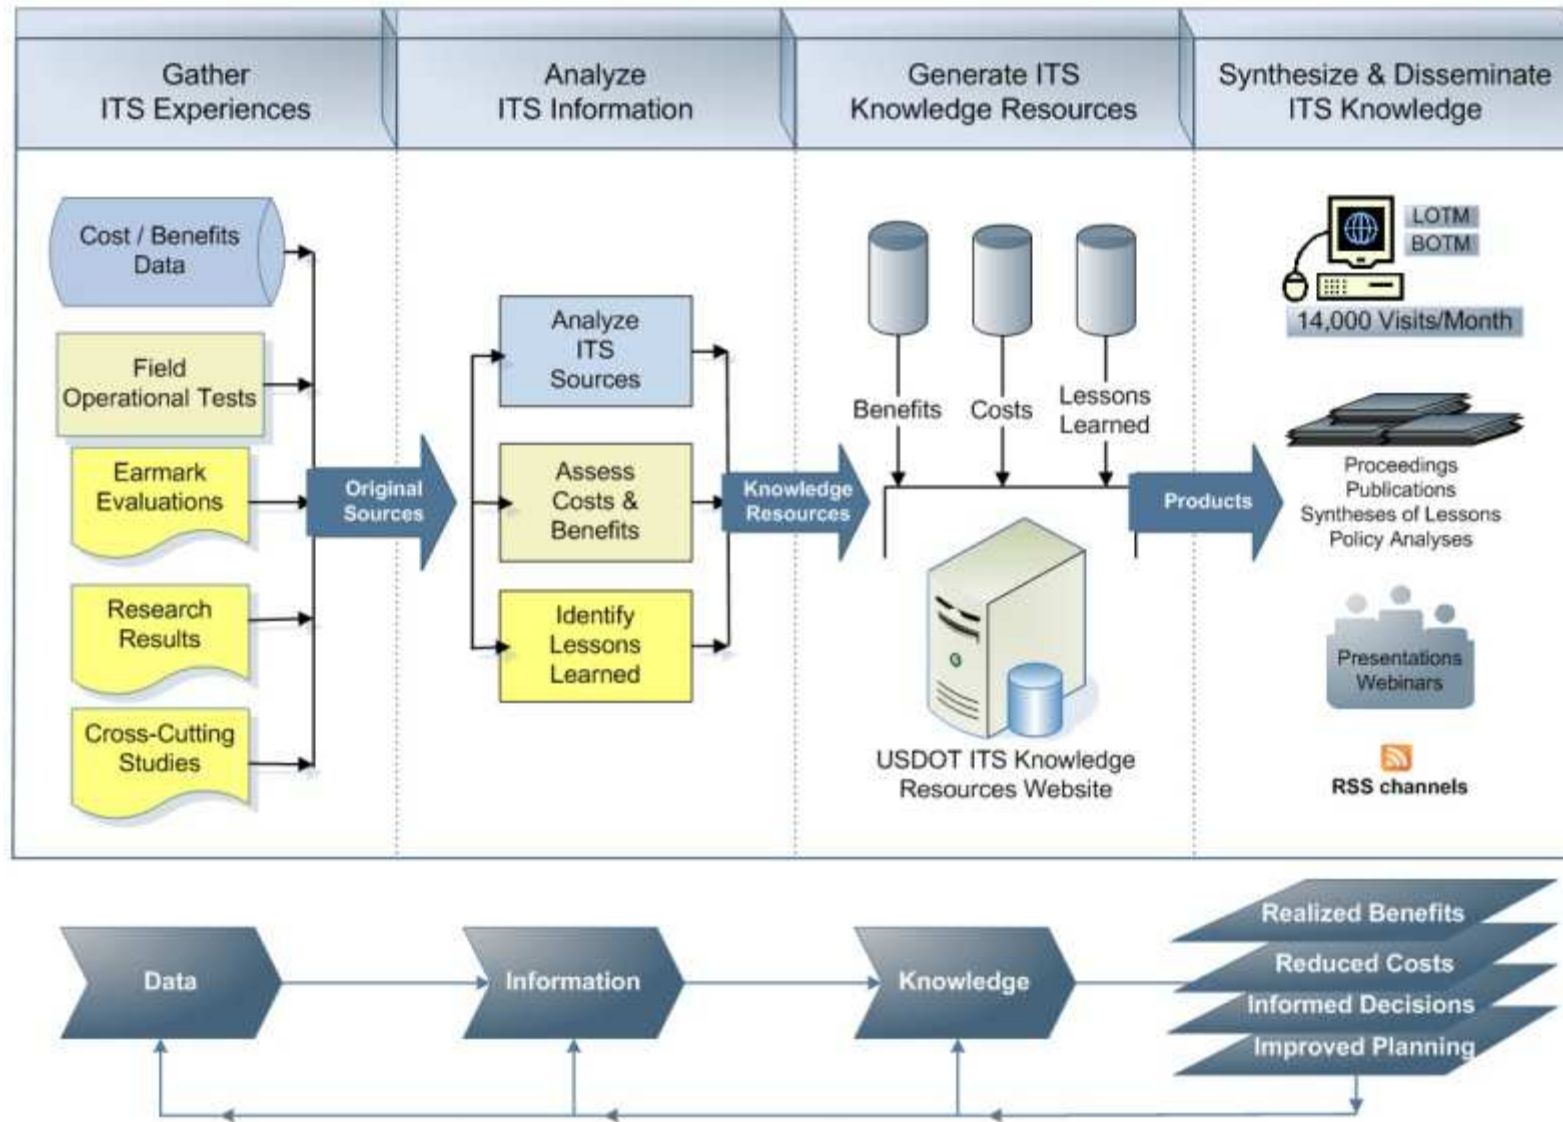 Gather
ITS Experiences
Analyze
ITS Information
Generate ITS
Knowledge Resources
Synthesize & Disseminate
ITS Knowledge
Cost / Benefits
Data
Field
Operational Tests
Earmark
Evaluations
Research
Results
Cross-Cutting
Studies
Original
Sources
Analyze
ITS
Sources
Assess
Costs &
Benefits
Identify
Lessons
Learned
Knowledge
Resources
Benefits
Costs
Lessons
Learned
USDOT ITS Knowledge
Resources Website
Products
LOTM
BOTM
14,000 Visits/Month
Proceedings
Publications
Syntheses of Lessons
Policy Analyses
Presentations
Webinars
RSS channels
Data
Information
Knowledge
Realized Benefits
Reduced Costs
Informed Decisions
Improved Planning